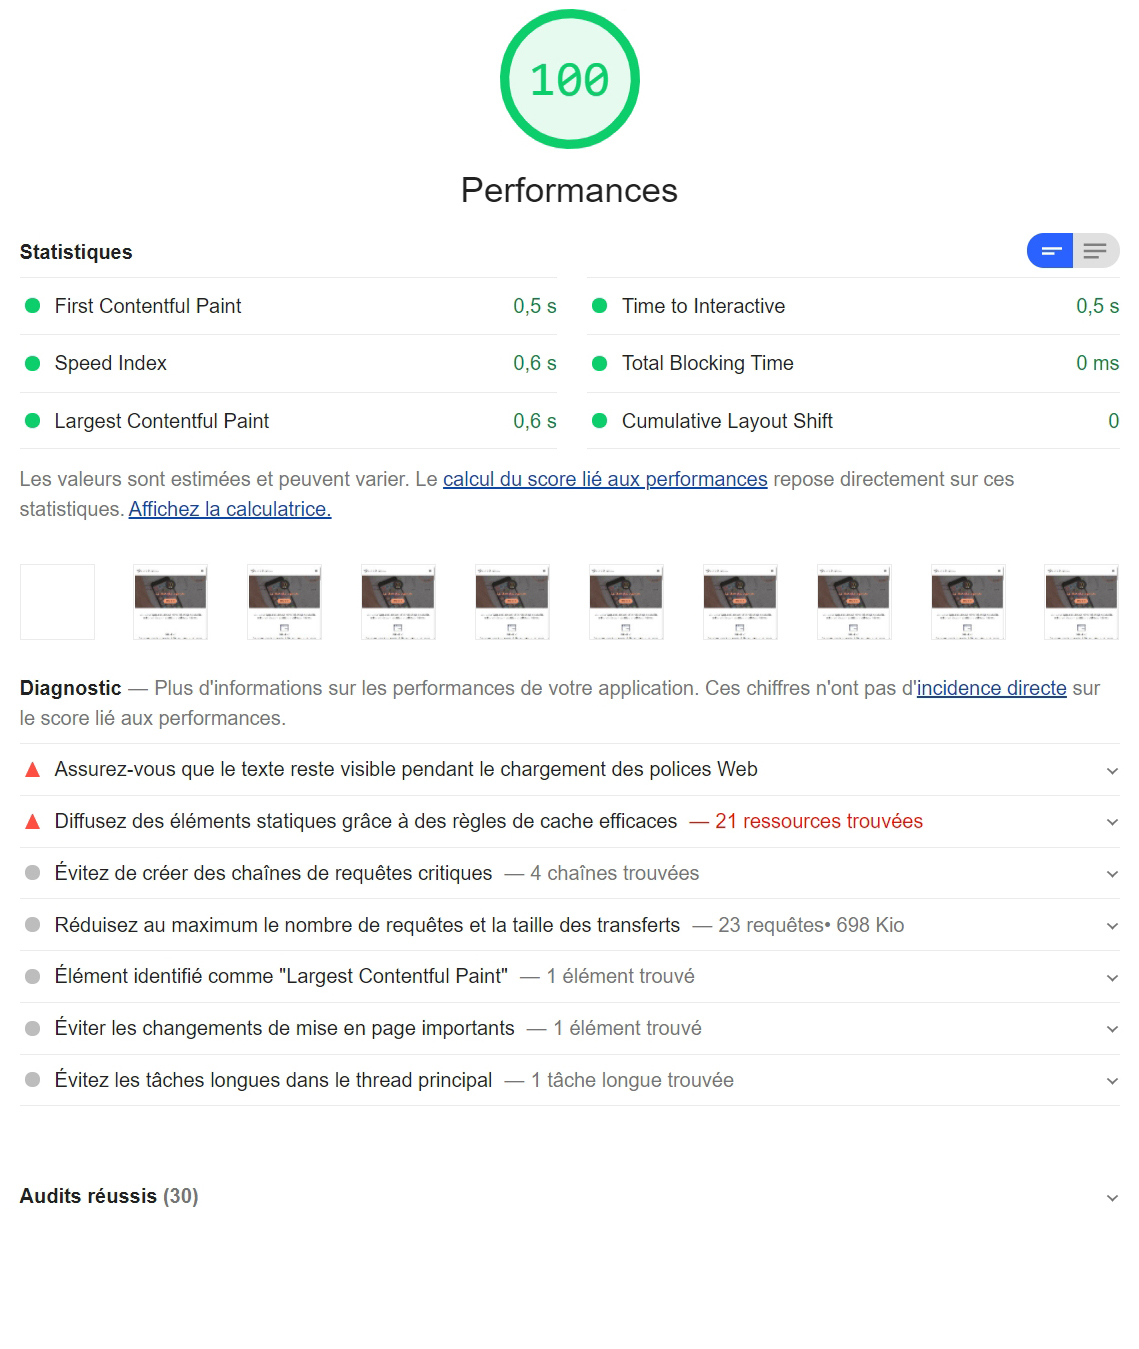 100
Performances
Statistiques
First Contentful Paint 0,5 s
Time to Interactive 0,5 s
Speed Index 0,6 s
Total Blocking Time 0 ms
Largest Contentful Paint 0,6 s
Cumulative Layout Shift 0
Les valeurs sont estimées et peuvent varier. Le calcul du score lié aux performances repose directement sur ces
statistiques. Affichez la calculatrice.
Diagnostic — Plus d'informations sur les performances de votre application. Ces chiffres n'ont pas d'incidence directe sur
le score lié aux performances.
Assurez-vous que le texte reste visible pendant le chargement des polices Web
Diffusez des éléments statiques grâce à des règles de cache efficaces — 21 ressources trouvées
Évitez de créer des chaînes de requêtes critiques — 4 chaînes trouvées
Réduisez au maximum le nombre de requêtes et la taille des transferts — 23 requêtes• 698 Kio
Élément identifié comme "Largest Contentful Paint" — 1 élément trouvé
Éviter les changements de mise en page importants — 1 élément trouvé
Évitez les tâches longues dans le thread principal — 1 tâche longue trouvée
Audits réussis (30)